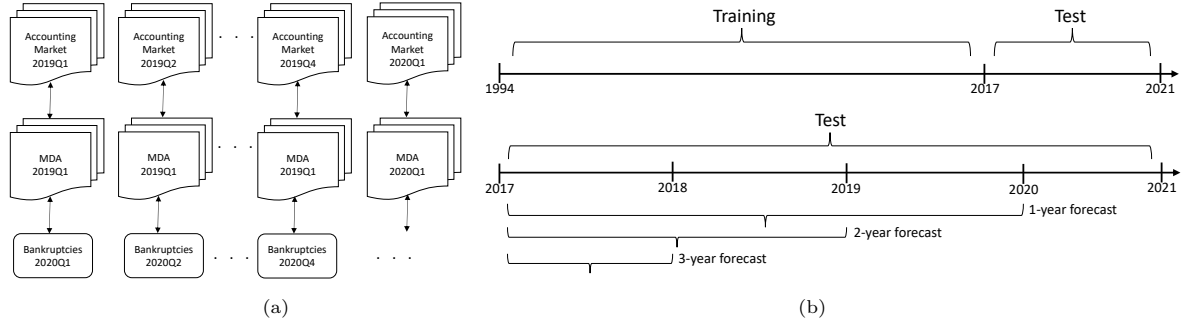 Accounting
Market
2019Q1
Accounting
Market
2019Q2
. . .
Accounting
Market
2019Q4
Accounting
Market
2020Q1
MDA
2019Q1
MDA
2019Q1
. . .
MDA
2019Q1
MDA
2020Q1
Bankruptcies
2020Q1
Bankruptcies
2020Q2
. . .
Bankruptcies
2020Q4
. . .
(a)
Training
Test
1994
2017
2021
Test
2017
2018
2019
2020
2021
1-year forecast
2-year forecast
3-year forecast
(b)